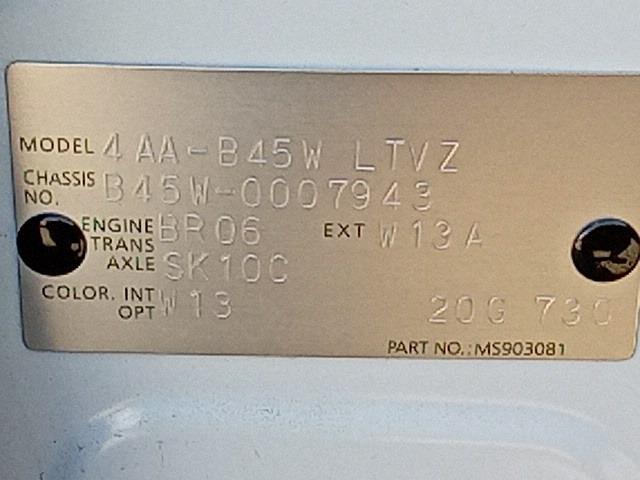 MODEL 4AA-B45W LTVZ
CHASSIS NO. B45W-0007943
ENGINE BR06 EXT W13A
TRANS AXLE SK10C
COLOR. INT W13
OPT 20G 73C
PART NO.: MS903081